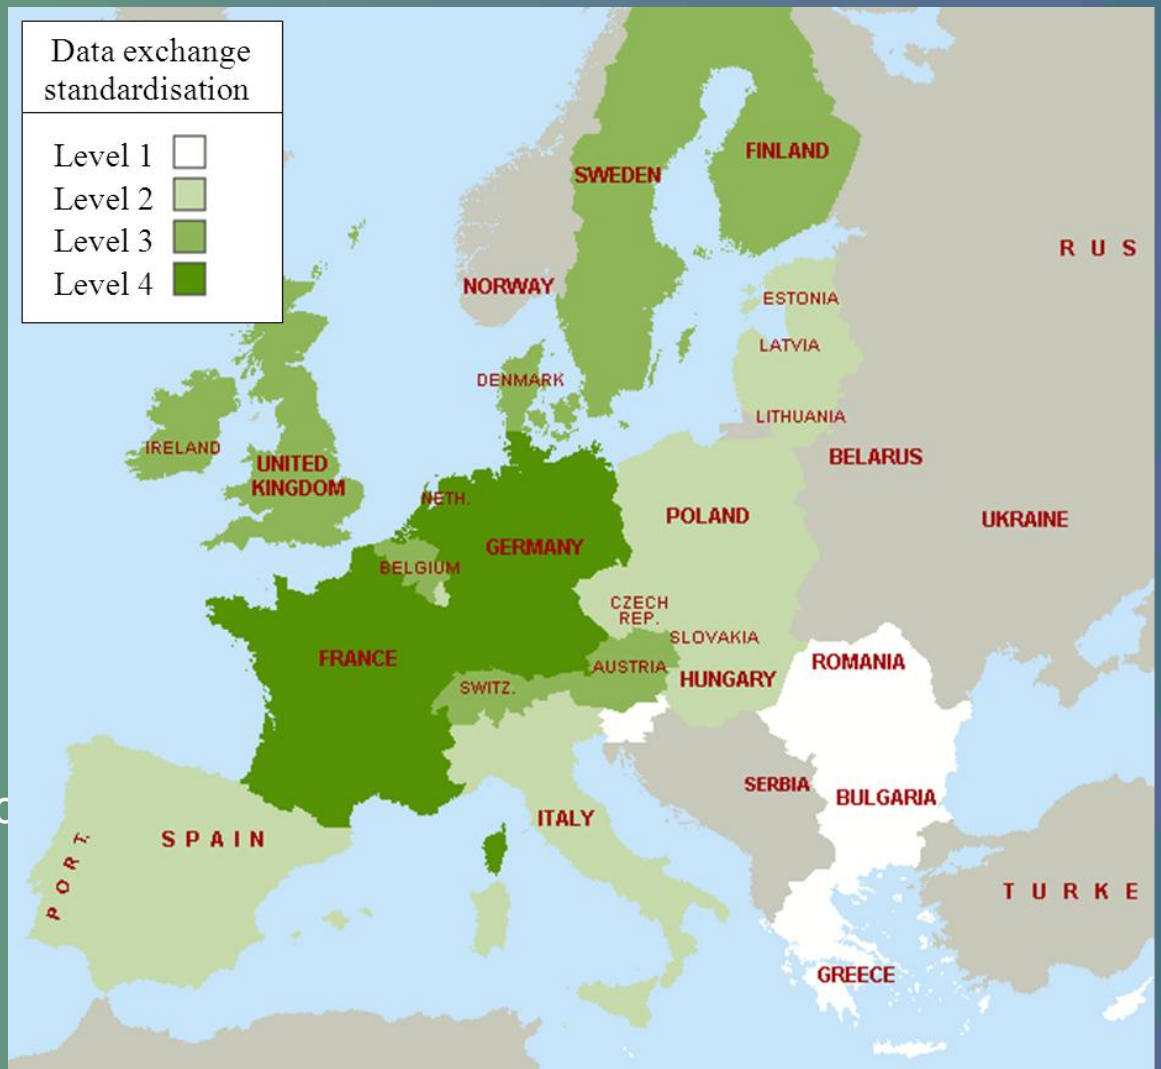 Data exchange
standardisation
Level 1
Level 2
Level 3
Level 4
FINLAND
SWEDEN
R U S
NORWAY
ESTONIA
LATVIA
DENMARK
LITHUANIA
IRELAND
BELARUS
UNITED
KINGDOM
NETH.
POLAND
UKRAINE
GERMANY
BELGIUM
CZECH
REP.
SLOVAKIA
FRANCE
ROMANIA
AUSTRIA
HUNGARY
SWITZ.
SERBIA
BULGARIA
ITALY
S P A I N
P O R T.
T U R K E
GREECE